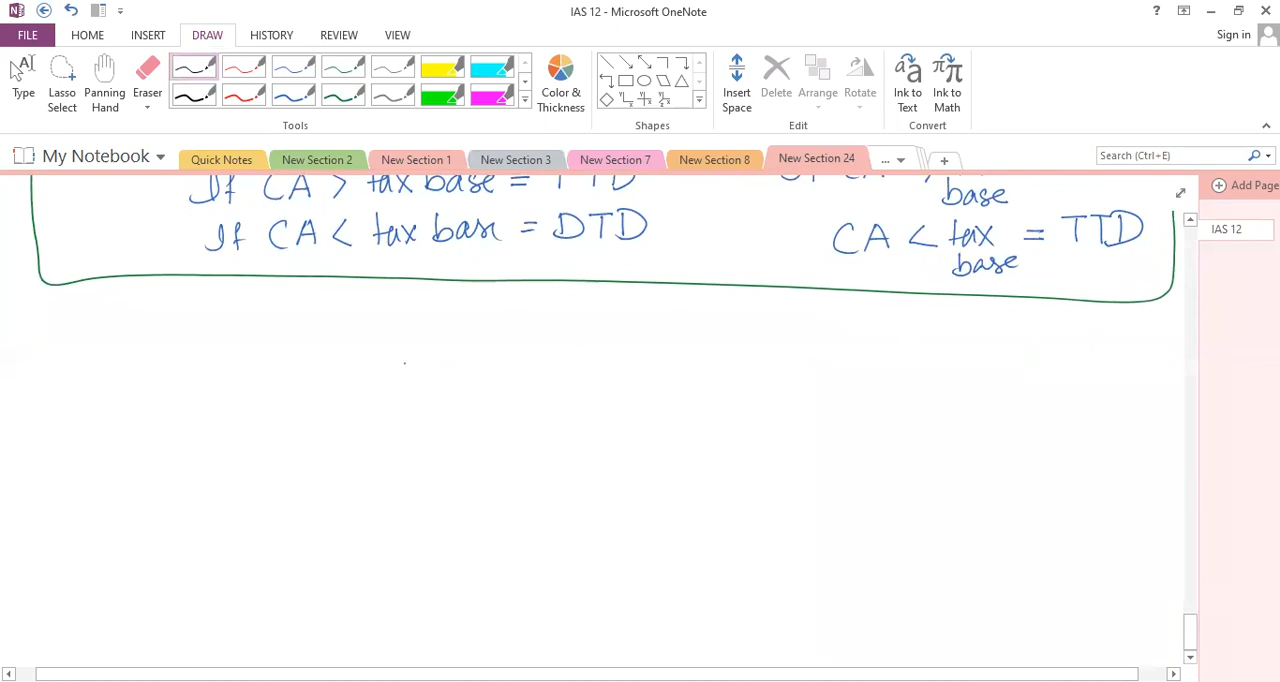 IAS 12 - Microsoft OneNote
?
FILE HOME INSERT DRAW HISTORY REVIEW VIEW
Sign in
Type
Lasso Select
Panning Hand
Eraser
Color & Thickness
Insert Space
Delete
Arrange
Rotate
Ink to Text
Ink to Math
Tools
Shapes
Edit
Convert
My Notebook
Quick Notes
New Section 2
New Section 1
New Section 3
New Section 7
New Section 8
New Section 24
...
Search (Ctrl+E)
Add Page
IAS 12
If CA > tax base = TTD
base
If CA < tax base = DTD
CA < tax base = TTD